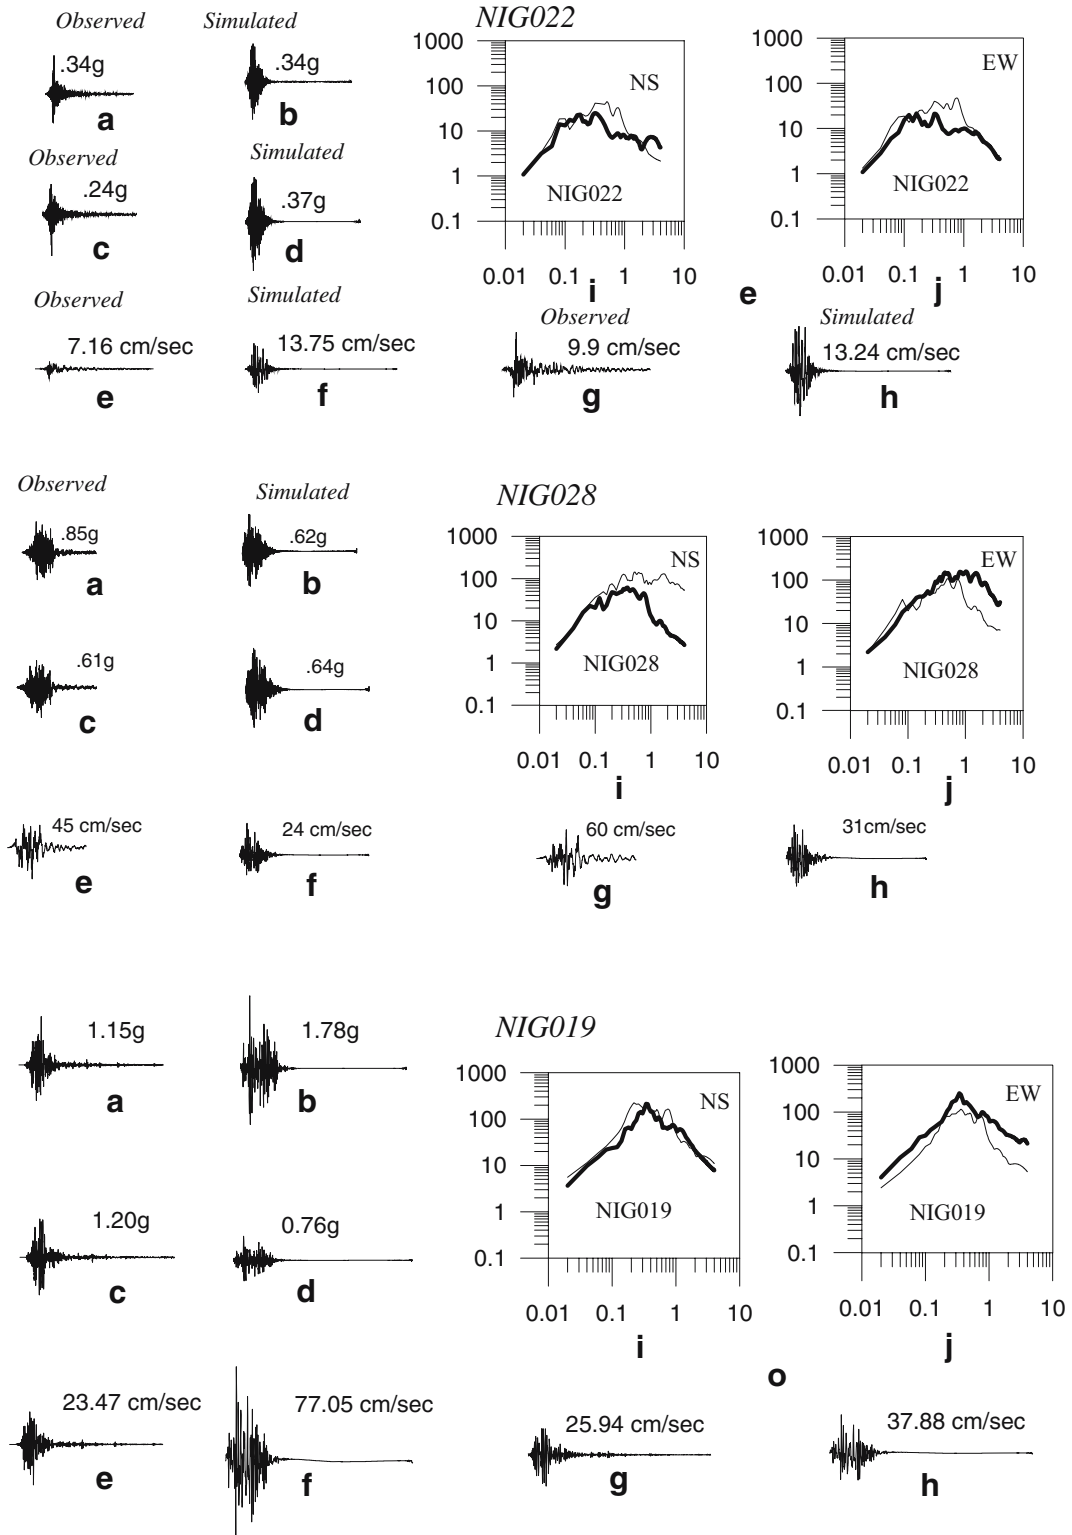 Observed
Simulated
NIG022
.34g
.34g
a
b
1000
100
10
1
0.1
NS
NIG022
0.01 0.1 1 10
i
1000
100
10
1
0.1
EW
NIG022
0.01 0.1 1 10
j
e
Observed
Simulated
.24g
.37g
c
d
Observed
Simulated
Observed
Simulated
7.16 cm/sec
13.75 cm/sec
9.9 cm/sec
13.24 cm/sec
e
f
g
h
Observed
Simulated
NIG028
.85g
.62g
a
b
1000
100
10
1
0.1
NS
NIG028
0.01 0.1 1 10
i
1000
100
10
1
0.1
EW
NIG028
0.01 0.1 1 10
j
.61g
.64g
c
d
45 cm/sec
24 cm/sec
60 cm/sec
31cm/sec
e
f
g
h
NIG019
1.15g
1.78g
a
b
1000
100
10
1
0.1
NS
NIG019
0.01 0.1 1 10
i
1000
100
10
1
0.1
EW
NIG019
0.01 0.1 1 10
j
1.20g
0.76g
c
d
o
23.47 cm/sec
77.05 cm/sec
25.94 cm/sec
37.88 cm/sec
e
f
g
h